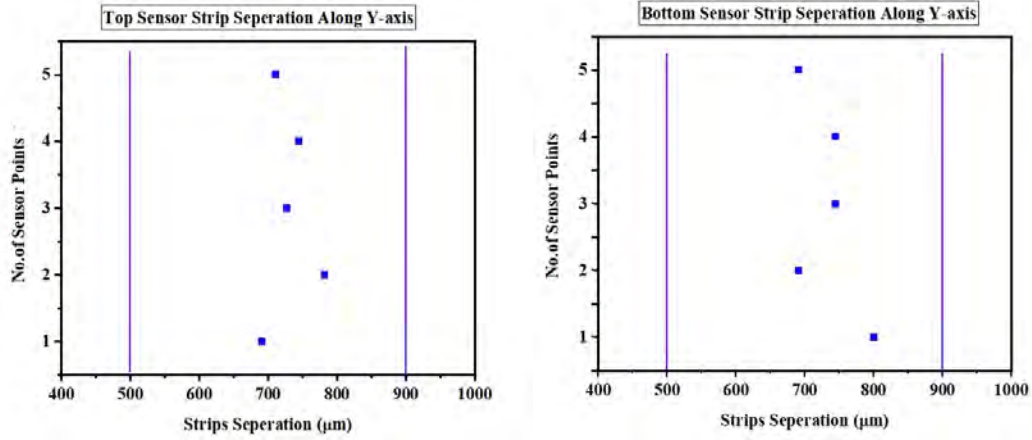 Top Sensor Strip Seperation Along Y-axis
No.of Sensor Points
5
4
3
2
1
400 500 600 700 800 900 1000
Strips Seperation (μm)
Bottom Sensor Strip Seperation Along Y-axis
No.of Sensor Points
5
4
3
2
1
400 500 600 700 800 900 1000
Strips Seperation (μm)